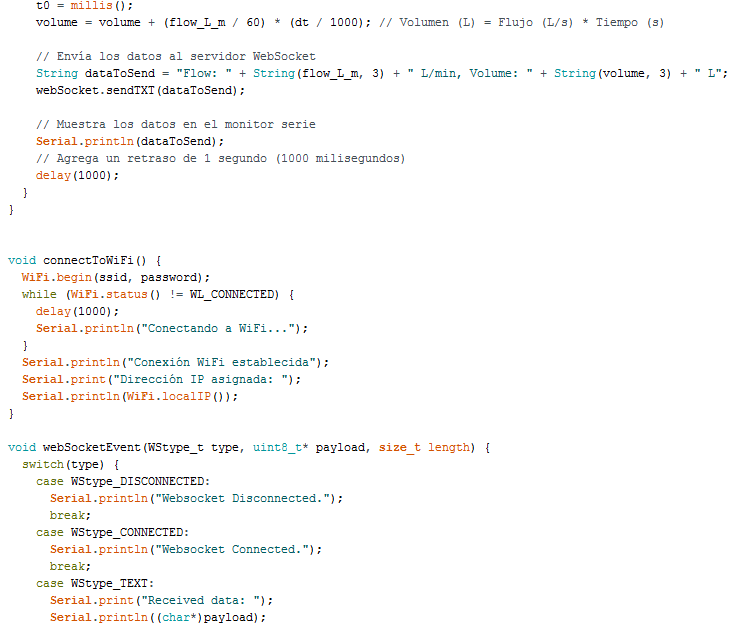 t0 = millis();
volume = volume + (flow_L_m / 60) * (dt / 1000); // Volumen (L) = Flujo (L/s) * Tiempo (s)
// Envía los datos al servidor WebSocket
String dataToSend = "Flow: " + String(flow_L_m, 3) + " L/min, Volume: " + String(volume, 3) + " L";
webSocket.sendTXT(dataToSend);
// Muestra los datos en el monitor serie
Serial.println(dataToSend);
// Agrega un retraso de 1 segundo (1000 milisegundos)
delay(1000);
}
}
void connectToWiFi() {
WiFi.begin(ssid, password);
while (WiFi.status() != WL_CONNECTED) {
delay(1000);
Serial.println("Conectando a WiFi...");
}
Serial.println("Conexión WiFi establecida");
Serial.print("Dirección IP asignada: ");
Serial.println(WiFi.localIP());
}
void webSocketEvent(WStype_t type, uint8_t* payload, size_t length) {
switch(type) {
case WStype_DISCONNECTED:
Serial.println("Websocket Disconnected.");
break;
case WStype_CONNECTED:
Serial.println("Websocket Connected.");
break;
case WStype_TEXT:
Serial.print("Received data: ");
Serial.println((char*)payload);